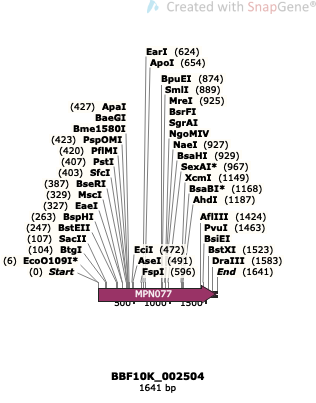 Created with SnapGene®
EarI (624)
ApoI (654)
BpuEI (874)
SmlI (889)
MreI (925)
BsrFI
SgrAI
NgoMIV
NaeI (927)
BsaHI (929)
SexAI* (967)
XcmI (1149)
BsaBI* (1168)
AhdI (1187)
AflIII (1424)
PvuI (1463)
BsiEI
BstXI (1523)
DraIII (1583)
End (1641)
(427) ApaI
BaeGI
Bme1580I
(423) PspOMI
(420) PflMI
(407) PstI
(403) SfcI
(387) BseRI
(329) MscI
(327) EaeI
(263) BspHI
(247) BstEII
(107) SacII
(104) BtgI
(6) EcoO109I*
(0) Start
EciI (472)
AseI (491)
FspI (596)
MPN077
500
1000
1500
BBF10K_002504
1641 bp